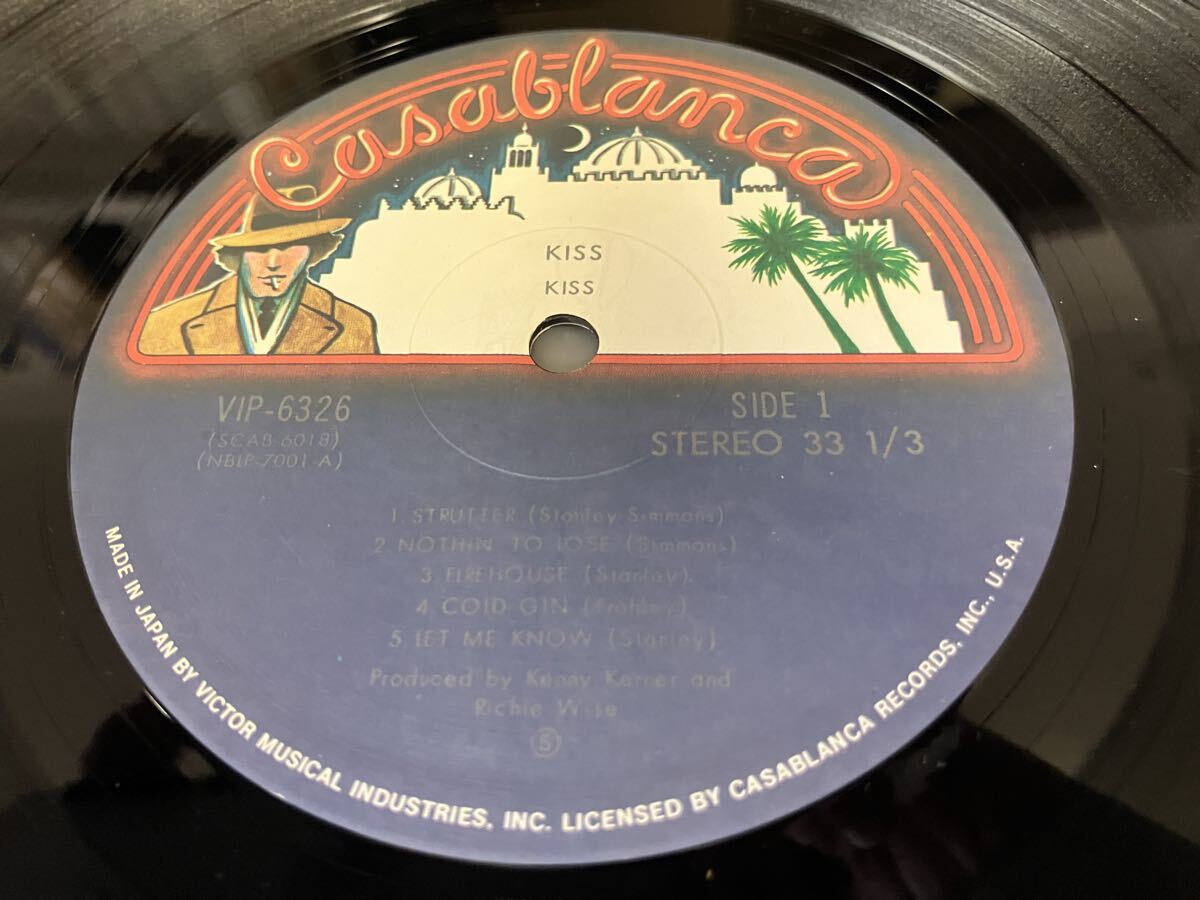 Casablanca
KISS
KISS
VIP-6326
SIDE 1
(SCAB-6018)
STEREO 33 1/3
(NBLP-7001-A)
1. STRUTTER (Stanley Simmons)
2. NOTHIN' TO LOSE (Simmons)
3. FIREHOUSE (Stanley)
4 COLD GIN (Frehley)
5 LET ME KNOW (Stanley)
Produced by Kenny Kerner and
Richie Wise
5
MADE IN JAPAN BY VICTOR MUSICAL INDUSTRIES, INC. LICENSED BY CASABLANCA RECORDS, INC., U.S.A.